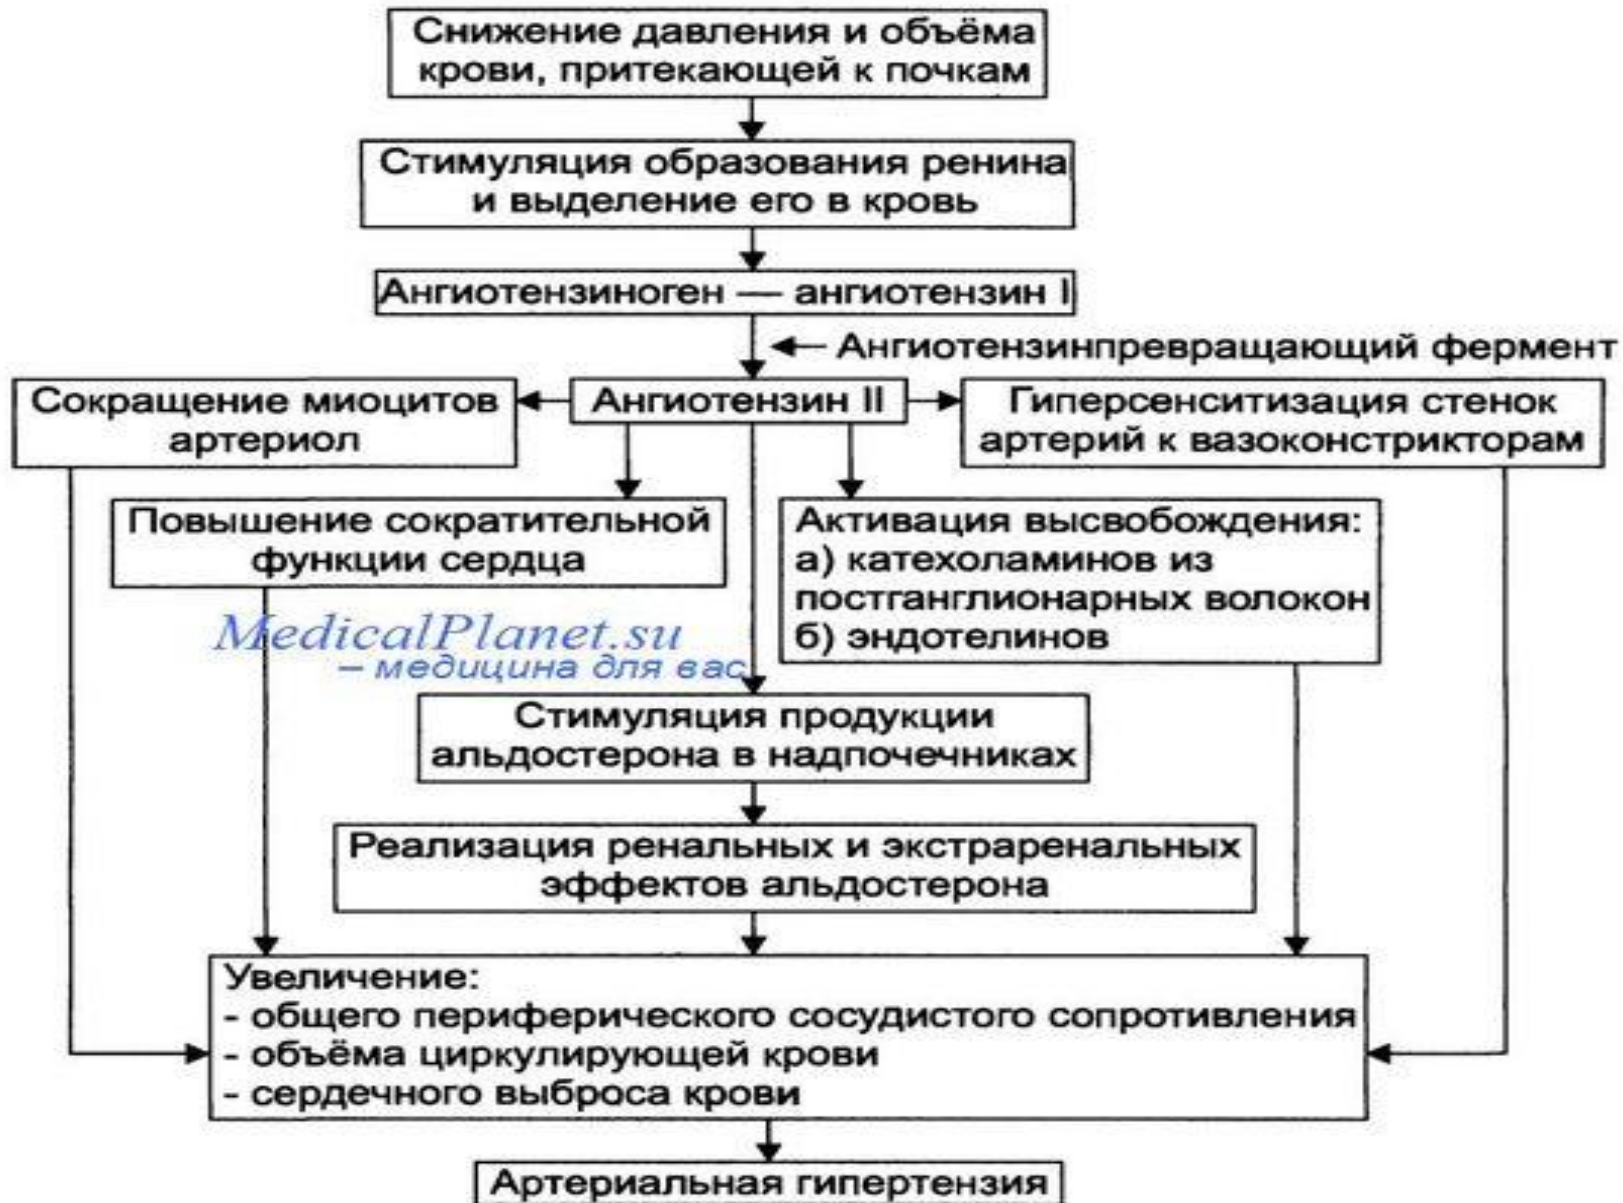 Снижение давления и объёма
крови, притекающей к почкам
Стимуляция образования ренина
и выделение его в кровь
Ангиотензиноген — ангиотензин I
Ангиотензинпревращающий фермент
Сокращение миоцитов
артериол
Ангиотензин II
Гиперсенситизация стенок
артерий к вазоконстрикторам
Повышение сократительной
функции сердца
Активация высвобождения:
а) катехоламинов из
постганглионарных волокон
б) эндотелинов
MedicalPlanet.su
– медицина для вас
Стимуляция продукции
альдостерона в надпочечниках
Реализация ренальных и экстраренальных
эффектов альдостерона
Увеличение:
- общего периферического сосудистого сопротивления
- объёма циркулирующей крови
- сердечного выброса крови
Артериальная гипертензия